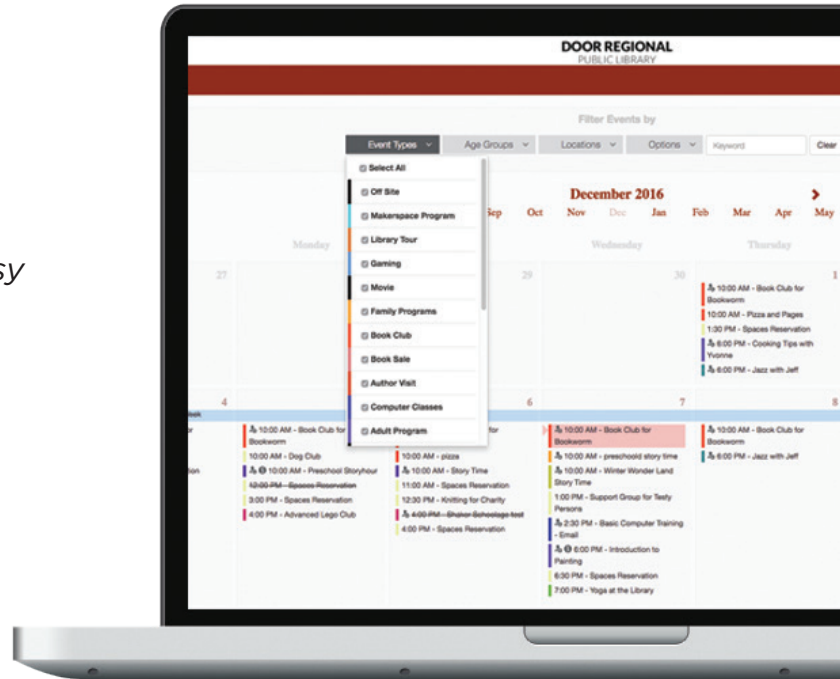 sy
DOOR REGIONAL
PUBLIC LIBRARY
Filter Events by
Event Types
Age Groups
Locations
Options
Keyword
Clear
Select All
Off Site
Makerspace Program
Library Tour
Gaming
Movie
Family Programs
Book Club
Book Sale
Author Visit
Computer Classes
Adult Program
December 2016
Sep Oct Nov Dec Jan Feb Mar Apr May
Monday Wednesday Thursday
27 29 30 1
10:00 AM - Book Club for
Bookworm
10:00 AM - Pizza and Pages
1:30 PM - Spaces Reservation
6:00 PM - Cooking Tips with
Yvonne
6:00 PM - Jazz with Jeff
4 6 7 8
10:00 AM - Book Club for
Bookworm
10:00 AM - Dog Club
10:00 AM - Preschool Storyhour
12:00 PM - Spaces Reservation
3:00 PM - Spaces Reservation
4:00 PM - Advanced Lego Club
for
10:00 AM - pizza
10:00 AM - Story Time
11:00 AM - Spaces Reservation
12:30 PM - Knitting for Charity
4:00 PM - Shaker Schoolage test
4:00 PM - Spaces Reservation
10:00 AM - Book Club for
Bookworm
10:00 AM - preschoold story time
10:00 AM - Winter Wonder Land
Story Time
1:00 PM - Support Group for Testy
Persons
2:30 PM - Basic Computer Training
- Email
6:00 PM - Introduction to
Painting
6:30 PM - Spaces Reservation
7:00 PM - Yoga at the Library
10:00 AM - Book Club for
Bookworm
6:00 PM - Jazz with Jeff